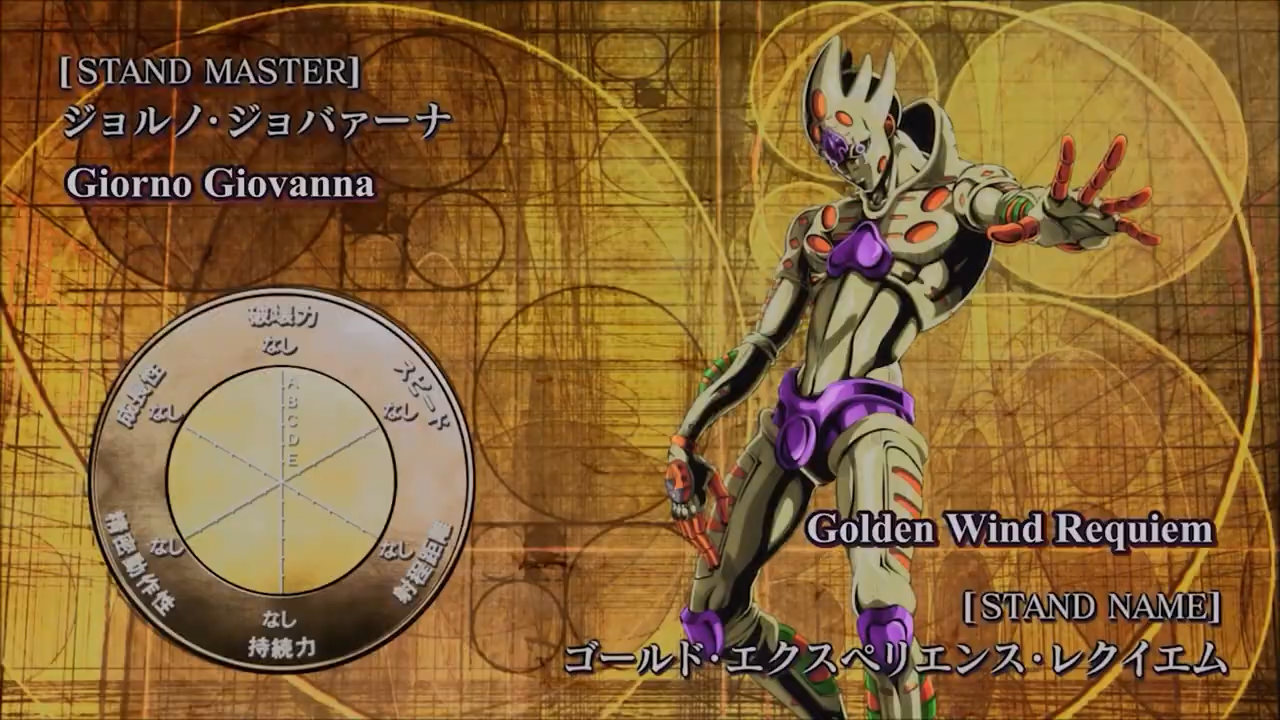 [STAND MASTER]
ジョルノ・ジョバァーナ
Giorno Giovanna
破壊力
なし
スピード
なし
射程距離
なし
持続力
なし
精密動作性
なし
成長性
なし
A
B
C
D
E
Golden Wind Requiem
[STAND NAME]
ゴールド・エクスペリエンス・レクイエム